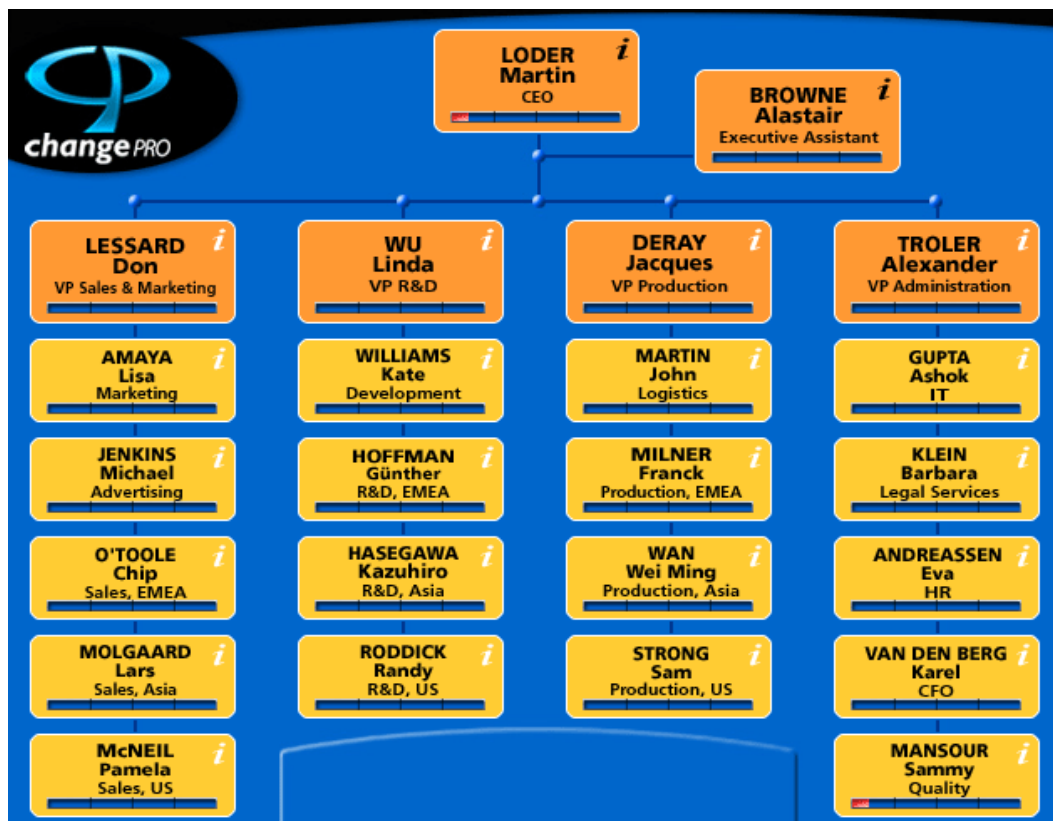 changePRO
LODER
Martin
CEO
i
BROWNE
Alastair
Executive Assistant
i
LESSARD
Don
VP Sales & Marketing
i
WU
Linda
VP R&D
i
DERAY
Jacques
VP Production
i
TROLER
Alexander
VP Administration
i
AMAYA
Lisa
Marketing
i
WILLIAMS
Kate
Development
i
MARTIN
John
Logistics
i
GUPTA
Ashok
IT
i
JENKINS
Michael
Advertising
i
HOFFMAN
Günther
R&D, EMEA
i
MILNER
Franck
Production, EMEA
i
KLEIN
Barbara
Legal Services
i
O'TOOLE
Chip
Sales, EMEA
i
HASEGAWA
Kazuhiro
R&D, Asia
i
WAN
Wei Ming
Production, Asia
i
ANDREASSEN
Eva
HR
i
MOLGAARD
Lars
Sales, Asia
i
RODDICK
Randy
R&D, US
i
STRONG
Sam
Production, US
i
VAN DEN BERG
Karel
CFO
i
McNEIL
Pamela
Sales, US
i
MANSOUR
Sammy
Quality
i